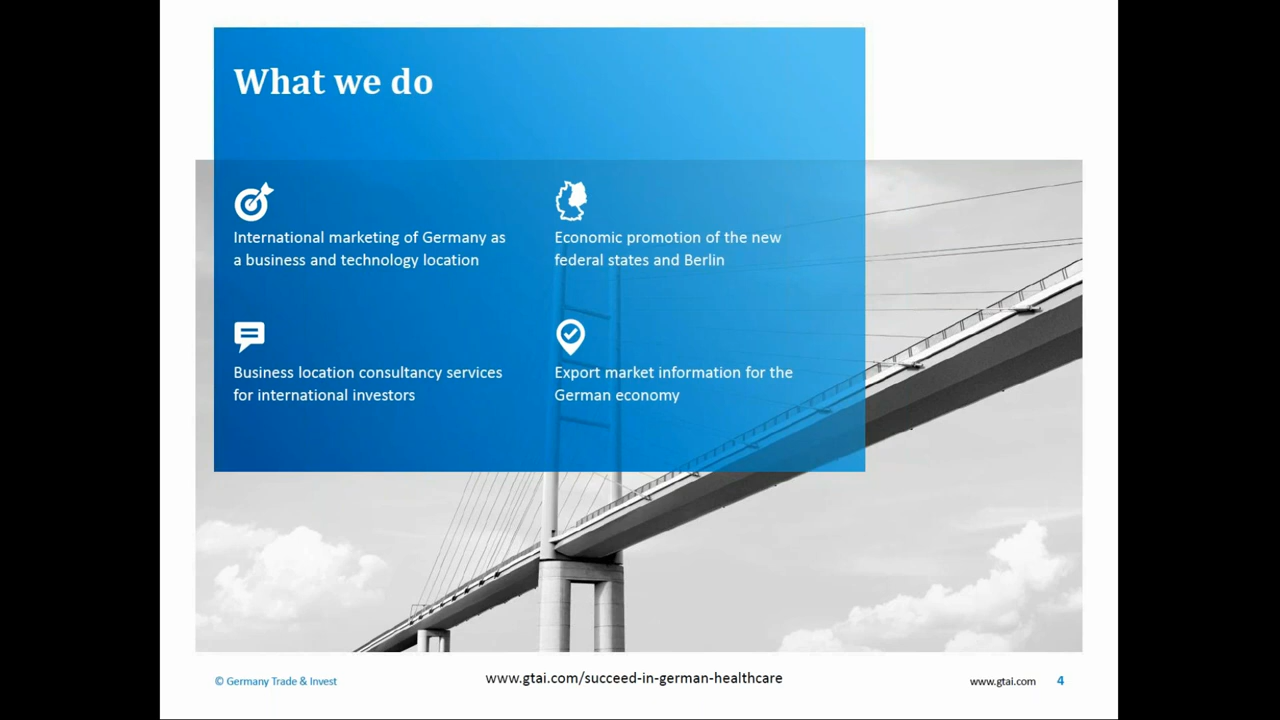 What we do
International marketing of Germany as
a business and technology location
Economic promotion of the new
federal states and Berlin
Business location consultancy services
for international investors
Export market information for the
German economy
© Germany Trade & Invest
www.gtai.com/succeed-in-german-healthcare
www.gtai.com 4